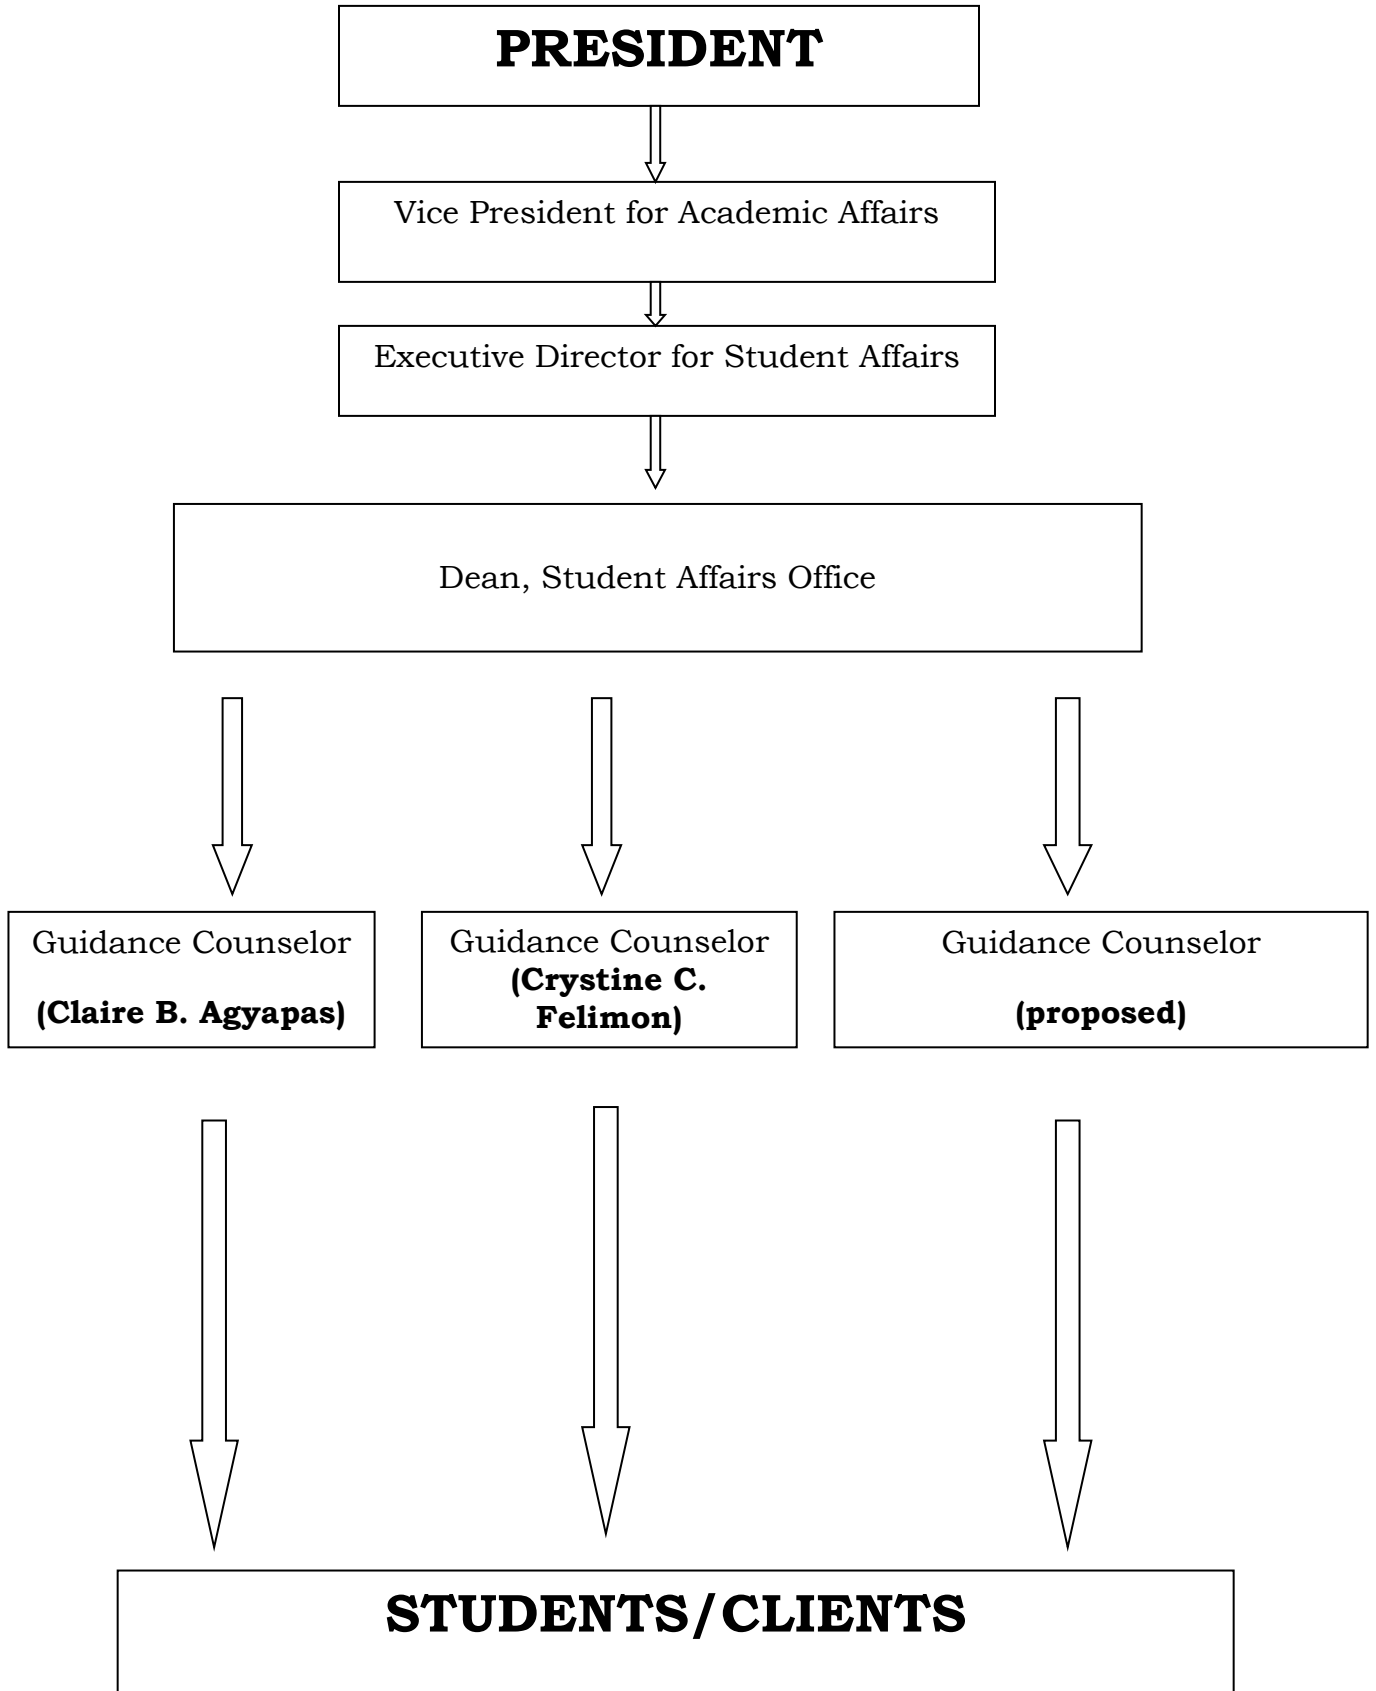 PRESIDENT
Vice President for Academic Affairs
Executive Director for Student Affairs
Dean, Student Affairs Office
Guidance Counselor
(Claire B. Agyapas)
Guidance Counselor
(Crystine C.
Felimon)
Guidance Counselor
(proposed)
STUDENTS/CLIENTS